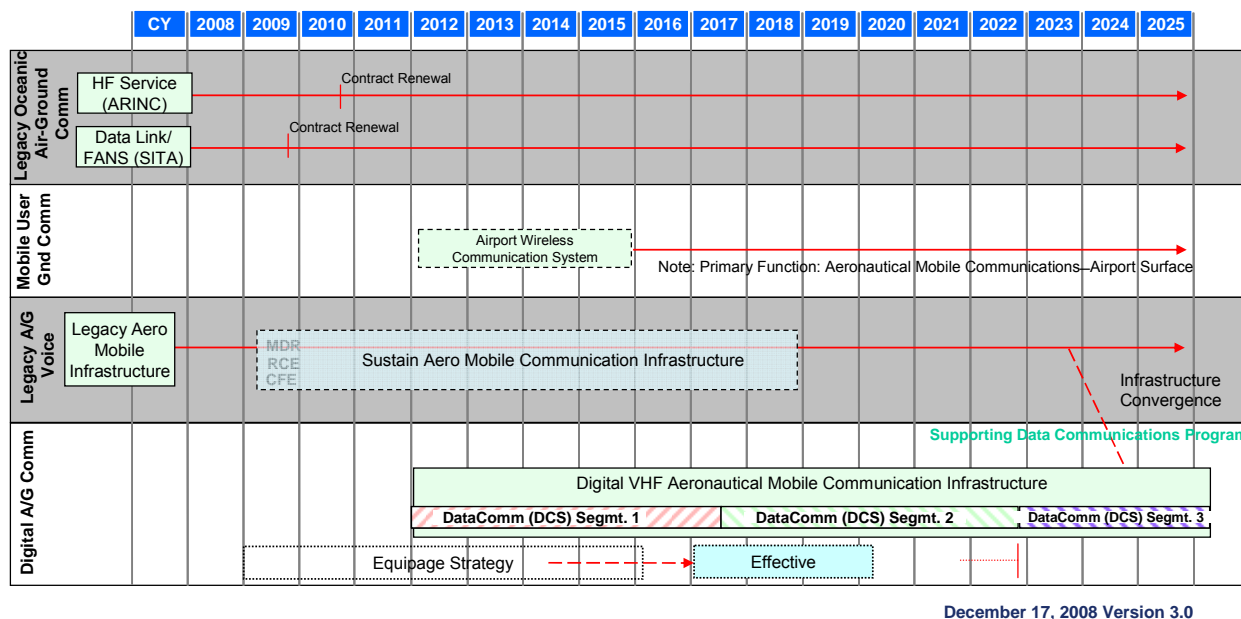 CY 2008 2009 2010 2011 2012 2013 2014 2015 2016 2017 2018 2019 2020 2021 2022 2023 2024 2025
Legacy Oceanic
Air-Ground
Comm
HF Service
(ARINC)
Contract Renewal
Data Link/
FANS (SITA)
Contract Renewal
Mobile User
Gnd Comm
Airport Wireless
Communication System
Note: Primary Function: Aeronautical Mobile Communications–Airport Surface
Legacy A/G
Voice
Legacy Aero
Mobile
Infrastructure
MDR
RCE
CFE
Sustain Aero Mobile Communication Infrastructure
Infrastructure
Convergence
Digital A/G Comm
Supporting Data Communications Program
Digital VHF Aeronautical Mobile Communication Infrastructure
DataComm (DCS) Segmt. 1
DataComm (DCS) Segmt. 2
DataComm (DCS) Segmt. 3
Equipage Strategy
Effective
December 17, 2008 Version 3.0